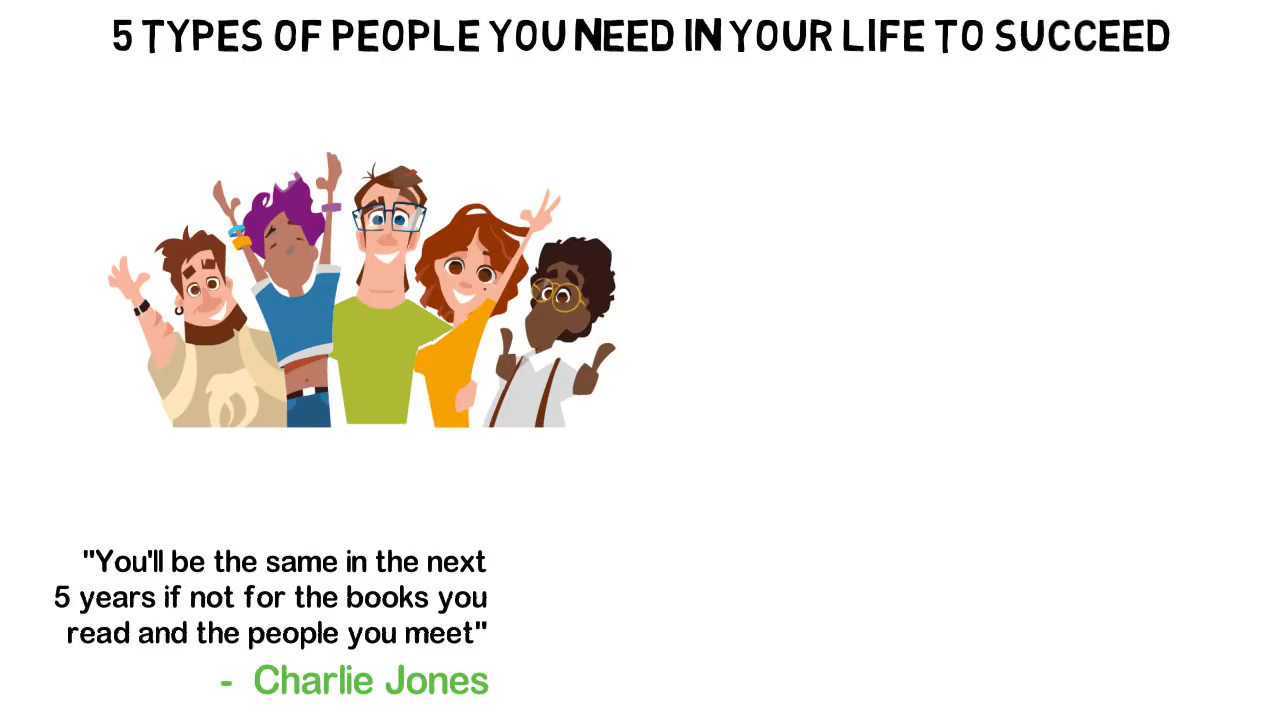 5 TYPES OF PEOPLE YOU NEED IN YOUR LIFE TO SUCCEED
"You'll be the same in the next
5 years if not for the books you
read and the people you meet"
- Charlie Jones